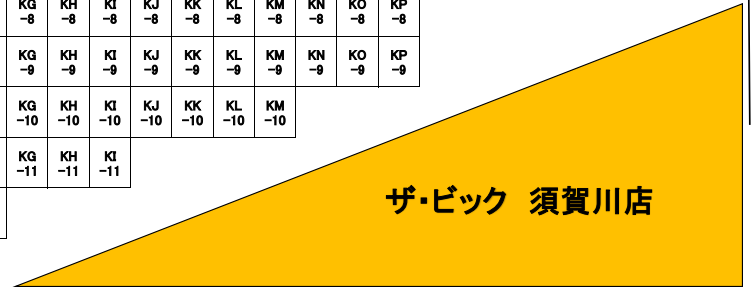 KG KH KI KJ KK KL KM KN KO KP
-8 -8 -8 -8 -8 -8 -8 -8 -8 -8
KG KH KI KJ KK KL KM KN KO KP
-9 -9 -9 -9 -9 -9 -9 -9 -9 -9
KG KH KI KJ KK KL KM
-10 -10 -10 -10 -10 -10 -10
KG KH KI
-11 -11 -11
ザ・ビック 須賀川店